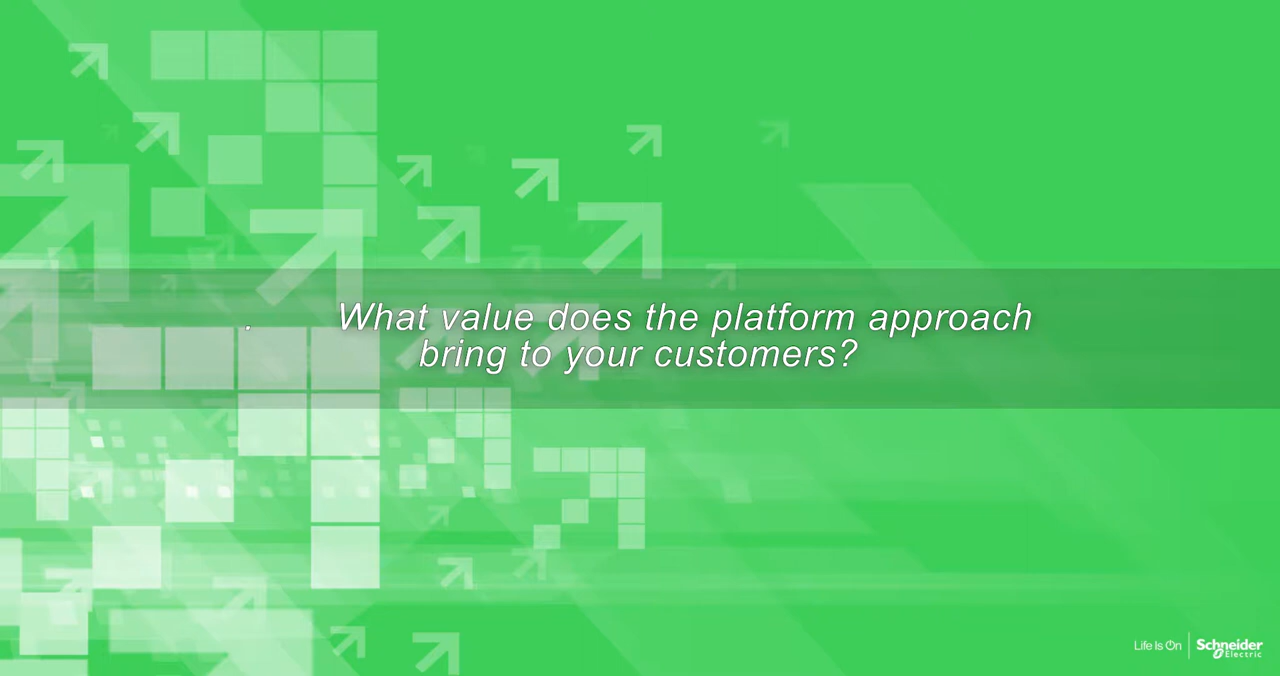 . What value does the platform approach
bring to your customers?
Life Is On | Schneider
Electric